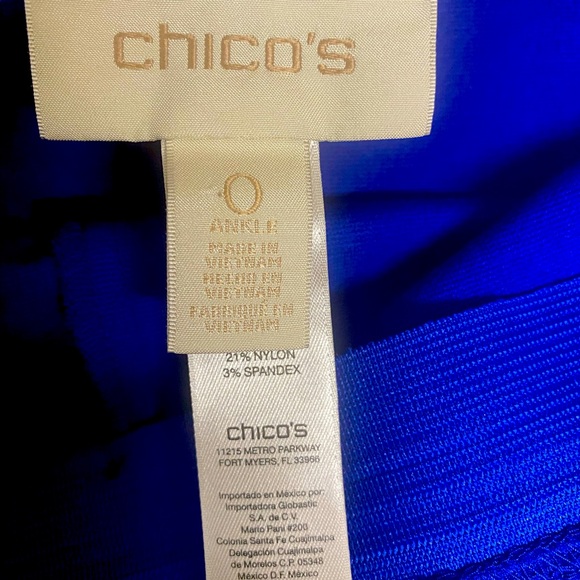 chico's
0
ANKLE
MADE IN
VIETNAM
HECHO EN
VIETNAM
FABRIQUÉ EN
VIETNAM
21% NYLON
3% SPANDEX
chico's
11215 METRO PARKWAY
FORT MYERS, FL 33966
Importado en México por:
Importadora Globastic
S.A. de C.V.
Mario Pani #200
Colonia Santa Fe Cuajimalpa
Delegación Cuajimalpa
de Morelos C.P. 05348
México D.F. México